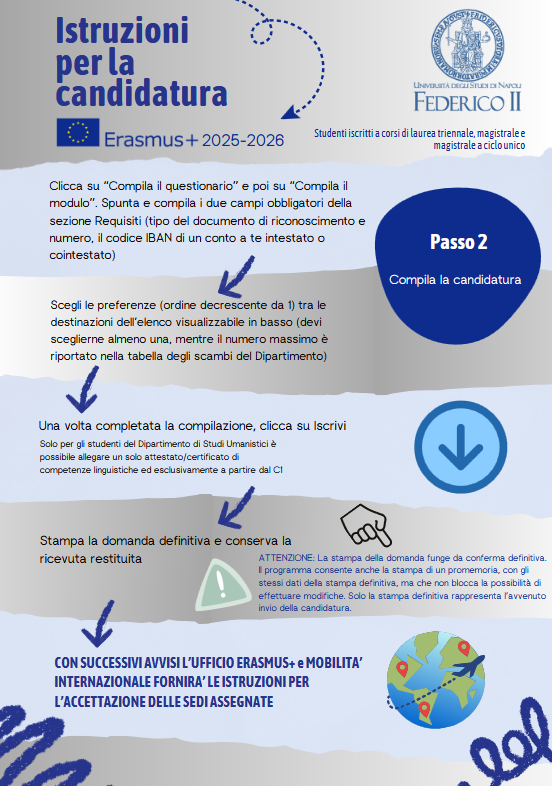 Istruzioni
per la
candidatura
Erasmus+ 2025-2026
UNIVERSITÀ DEGLI STUDI DI NAPOLI
FEDERICO II
Studenti iscritti a corsi di laurea triennale, magistrale e
magistrale a ciclo unico
Clicca su “Compila il questionario” e poi su “Compila il
modulo”. Spunta e compila i due campi obbligatori della
sezione Requisiti (tipo del documento di riconoscimento e
numero, il codice IBAN di un conto a te intestato o
cointestato)
Passo 2
Compila la candidatura
Scegli le preferenze (ordine decrescente da 1) tra le
destinazioni dell’elenco visualizzabile in basso (devi
sceglierne almeno una, mentre il numero massimo è
riportato nella tabella degli scambi del Dipartimento)
Una volta completata la compilazione, clicca su Iscrivi
Solo per gli studenti del Dipartimento di Studi Umanistici è
possibile allegare un solo attestato/certificato di
competenze linguistiche ed esclusivamente a partire dal C1
Stampa la domanda definitiva e conserva la
ricevuta restituita
ATTENZIONE: La stampa della domanda funge da conferma definitiva.
Il programma consente anche la stampa di un promemoria, con gli
stessi dati della stampa definitiva, ma che non blocca la possibilità di
effettuare modifiche. Solo la stampa definitiva rappresenta l’avvenuto
invio della candidatura.
CON SUCCESSIVI AVVISI L’UFFICIO ERASMUS+ e MOBILITA’
INTERNAZIONALE FORNIRA’ LE ISTRUZIONI PER
L’ACCETTAZIONE DELLE SEDI ASSEGNATE